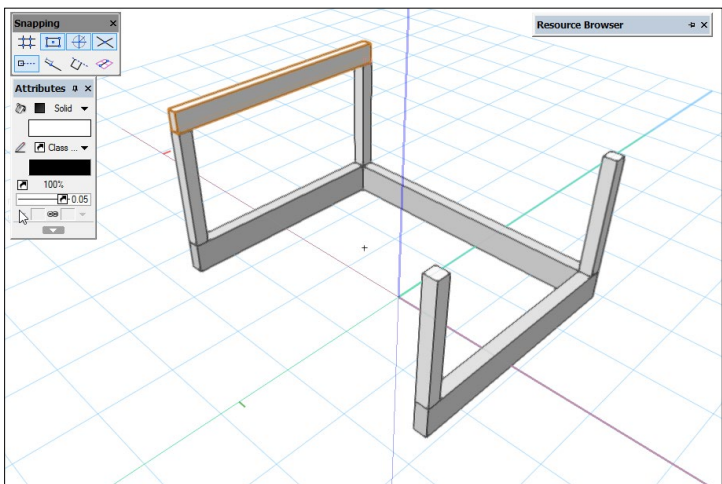 Snapping
Resource Browser
Attributes
Solid
Class ...
100%
0.05